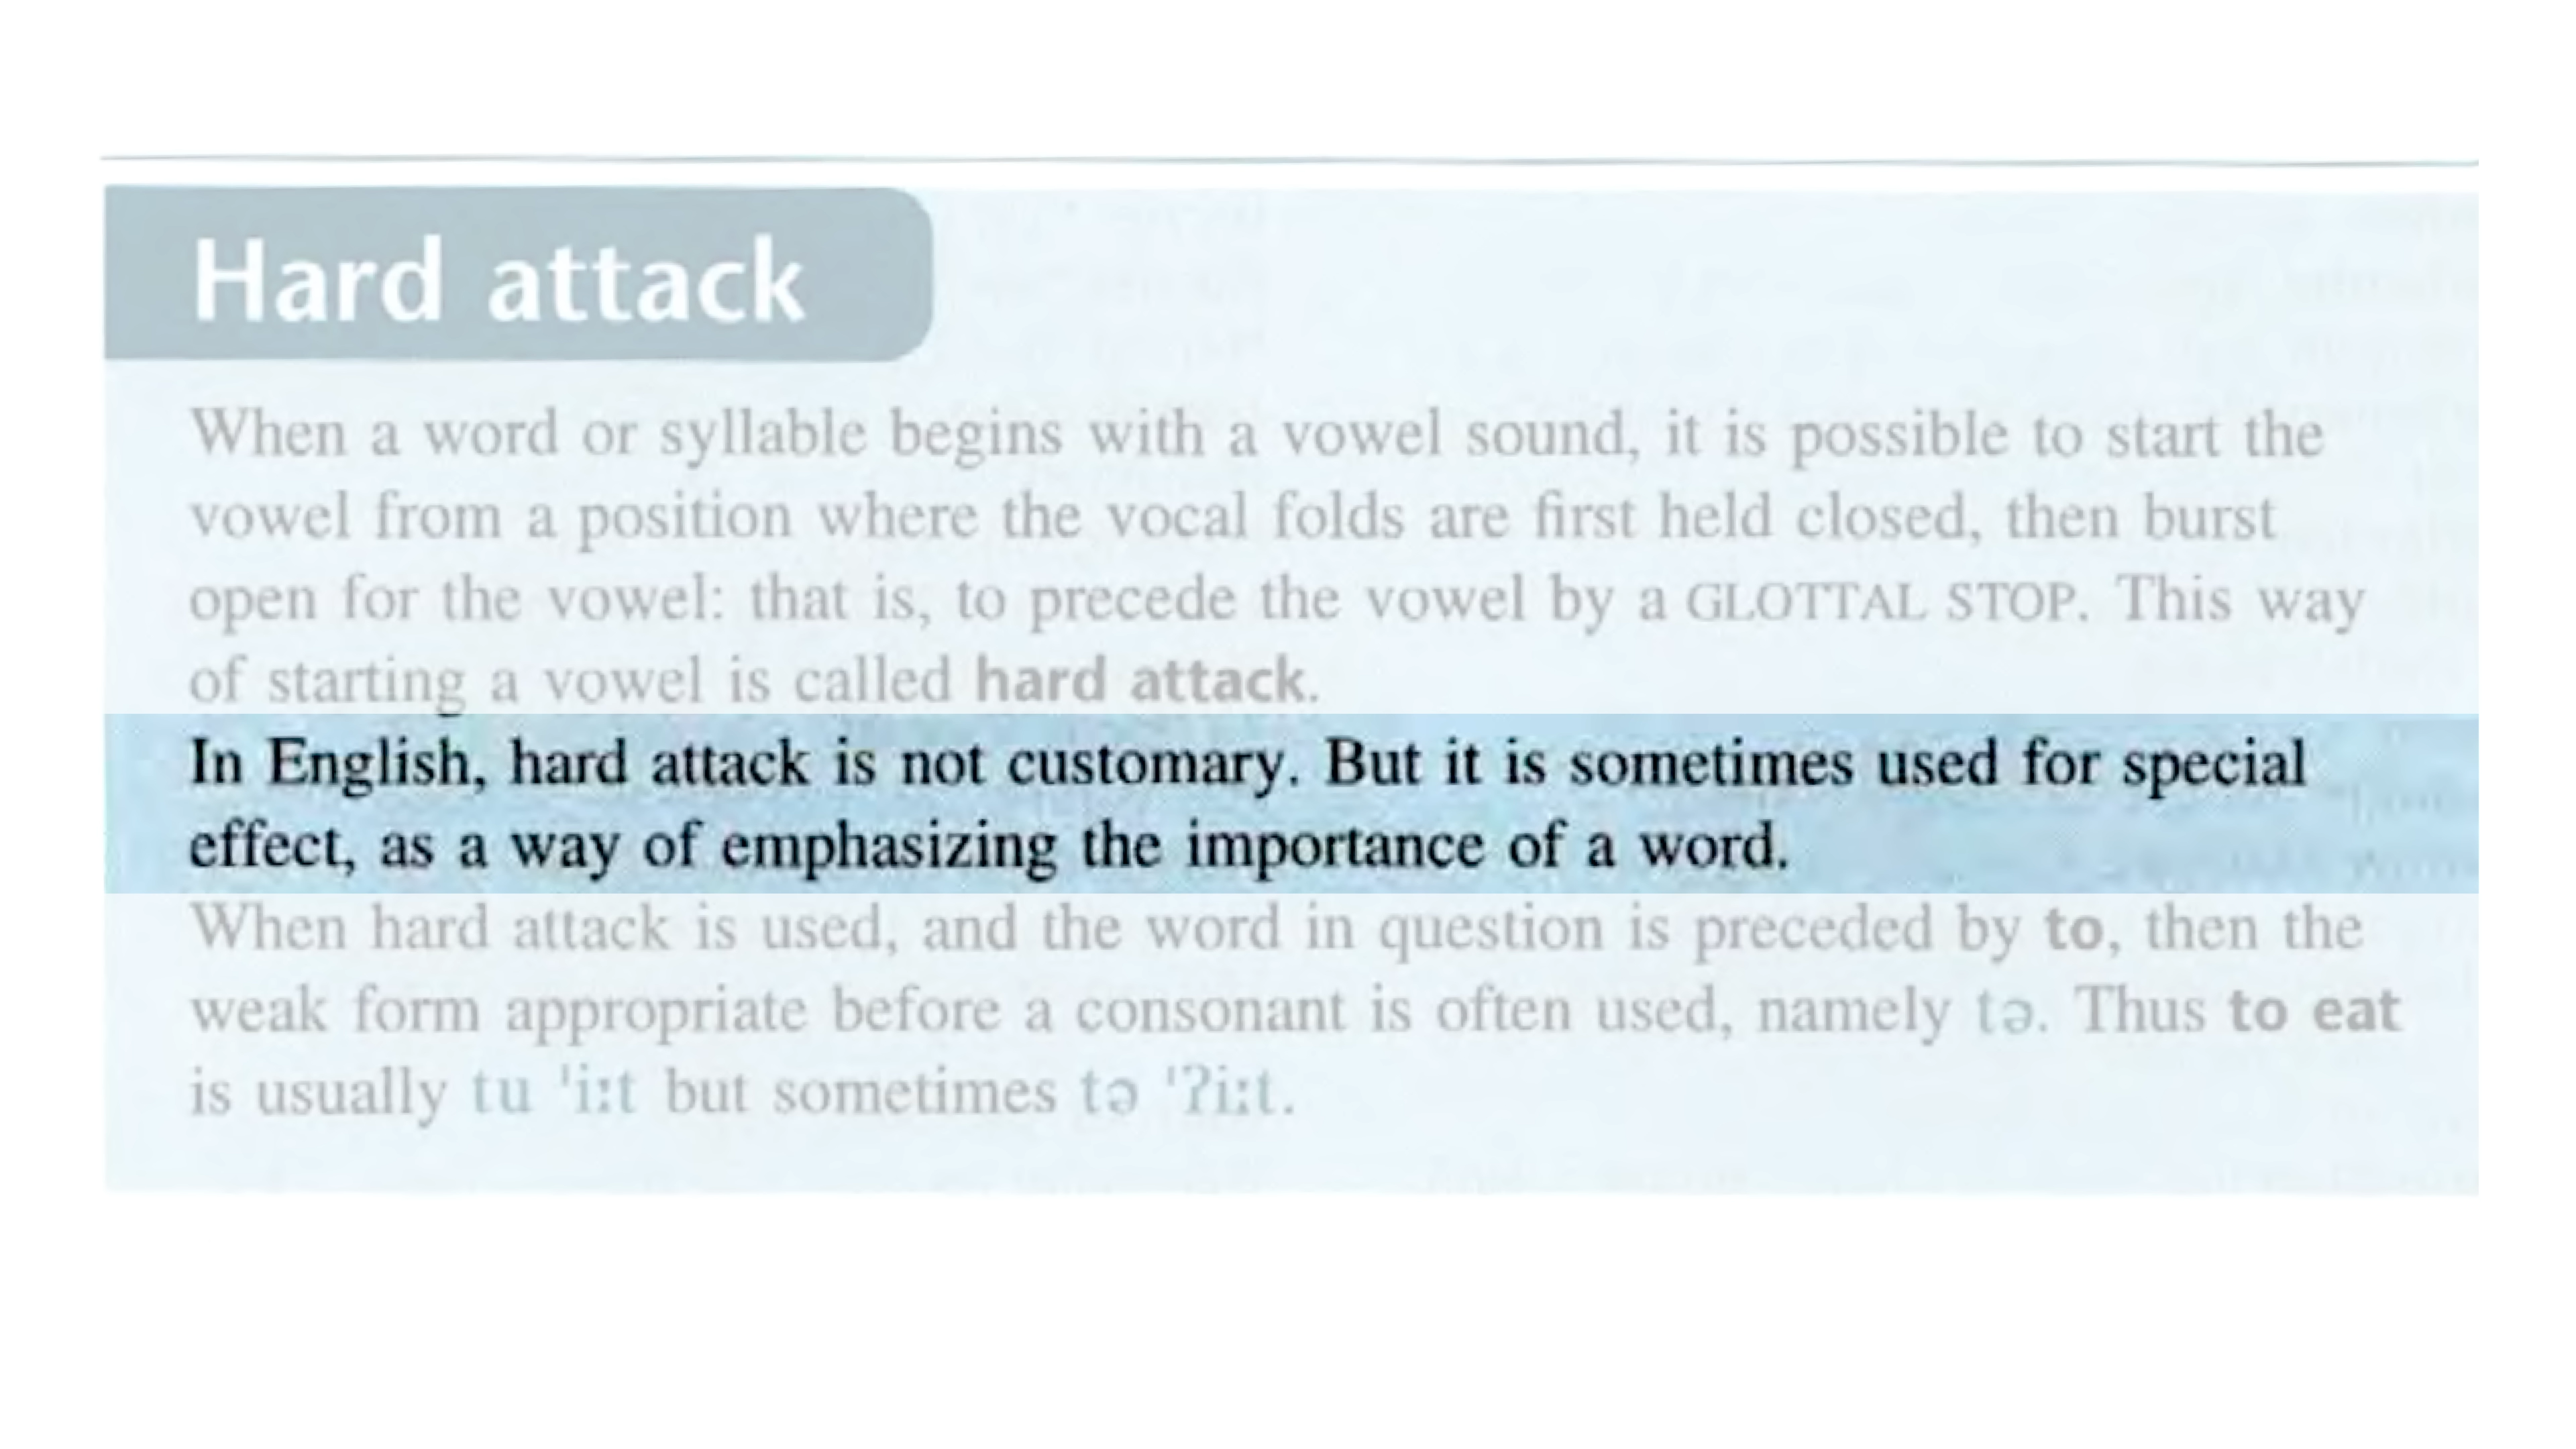 Hard attack
When a word or syllable begins with a vowel sound, it is possible to start the
vowel from a position where the vocal folds are first held closed, then burst
open for the vowel: that is, to precede the vowel by a GLOTTAL STOP. This way
of starting a vowel is called hard attack.
In English, hard attack is not customary. But it is sometimes used for special
effect, as a way of emphasizing the importance of a word.
When hard attack is used, and the word in question is preceded by to, then the
weak form appropriate before a consonant is often used, namely tə. Thus to eat
is usually tu ˈiːt but sometimes tə ˈʔiːt.